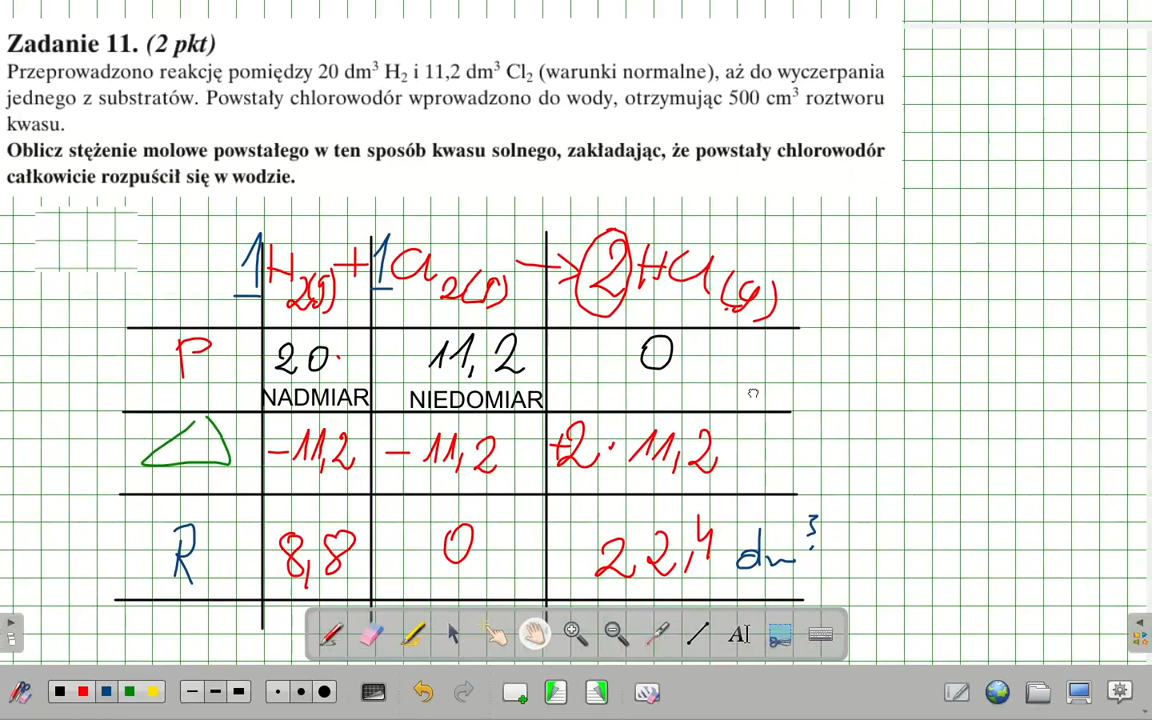 Zadanie 11. (2 pkt)
Przeprowadzono reakcję pomiędzy 20 dm³ H₂ i 11,2 dm³ Cl₂ (warunki normalne), aż do wyczerpania
jednego z substratów. Powstały chlorowodór wprowadzono do wody, otrzymując 500 cm³ roztworu
kwasu.
Oblicz stężenie molowe powstałego w ten sposób kwasu solnego, zakładając, że powstały chlorowodór
całkowicie rozpuścił się w wodzie.
1H₂(g) + 1Cl₂(g) → 2HCl(g)
P 20 11,2 0
NADMIAR NIEDOMIAR
△ -11,2 -11,2 +2·11,2
R 8,8 0 22,4 dm³
AI